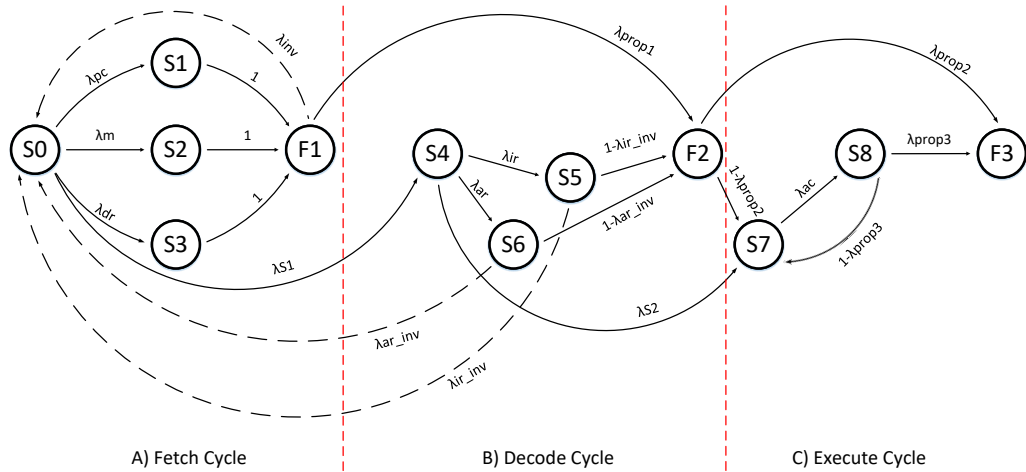 λinv
λprop1
λprop2
S1
λpc
1
S0
λm
S2
1
F1
λdr
1
S3
λS1
S4
λir
S5
1-λir_inv
F2
λar
S6
1-λar_inv
1-λprop2
S7
λac
S8
λprop3
F3
1-λprop3
λS2
λar_inv
λir_inv
A) Fetch Cycle
B) Decode Cycle
C) Execute Cycle